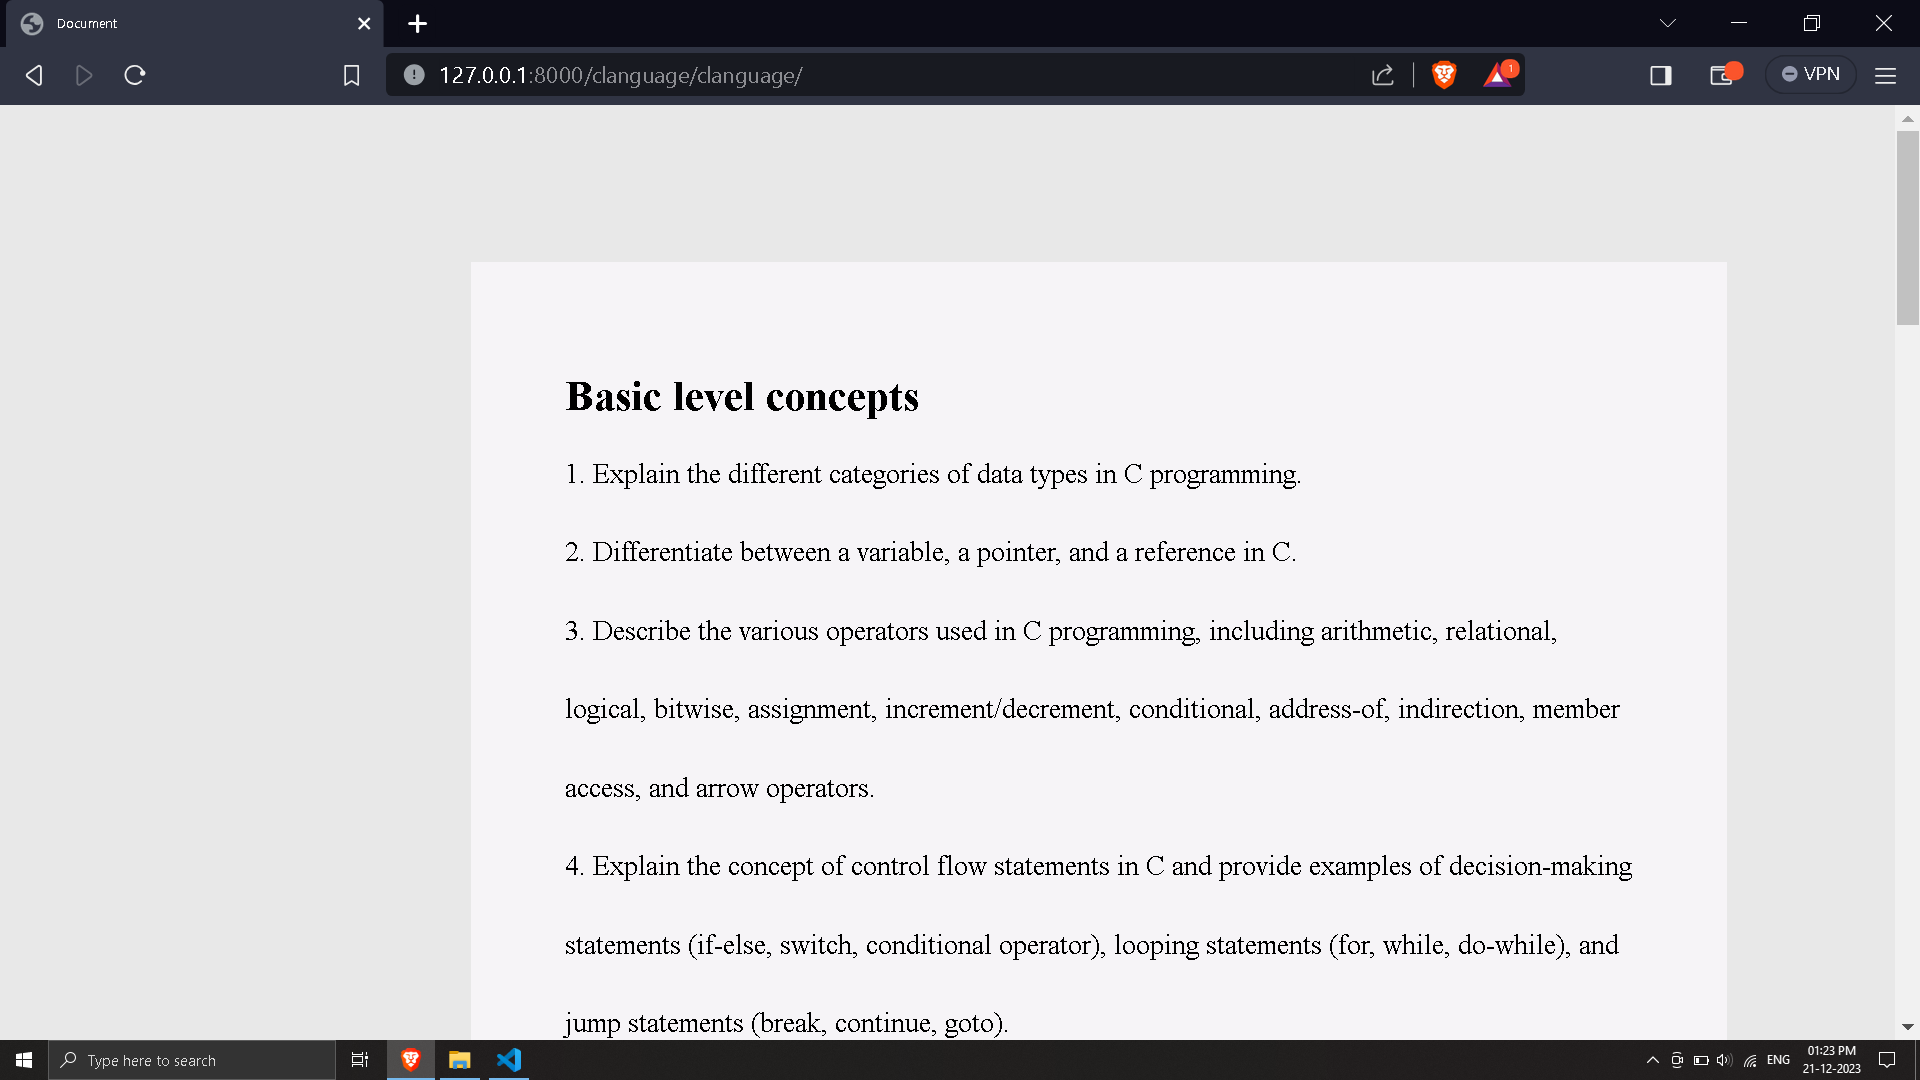 Document
127.0.0.1:8000/clanguage/clanguage/
1
VPN
Basic level concepts
1. Explain the different categories of data types in C programming.
2. Differentiate between a variable, a pointer, and a reference in C.
3. Describe the various operators used in C programming, including arithmetic, relational,
logical, bitwise, assignment, increment/decrement, conditional, address-of, indirection, member
access, and arrow operators.
4. Explain the concept of control flow statements in C and provide examples of decision-making
statements (if-else, switch, conditional operator), looping statements (for, while, do-while), and
jump statements (break, continue, goto).
Type here to search
ENG
01:23 PM
21-12-2023